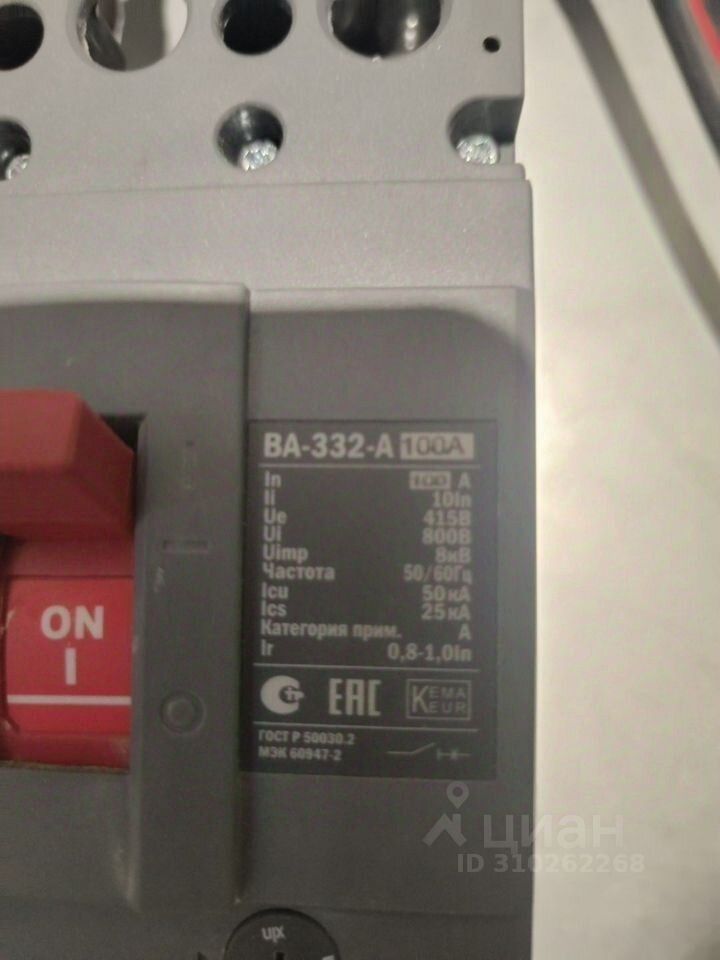 ВА-332-А 100А
In 100 А
Ii 10In
Ue 415В
Ui 800В
Uimp 8кВ
Частота 50/60Гц
Icu 50кА
Ics 25кА
Категория прим. А
Ir 0,8-1,0In
ON
I
ЕАС
KEMA
KEUR
ГОСТ Р 50030.2
МЭК 60947-2
циан
ID 310262268